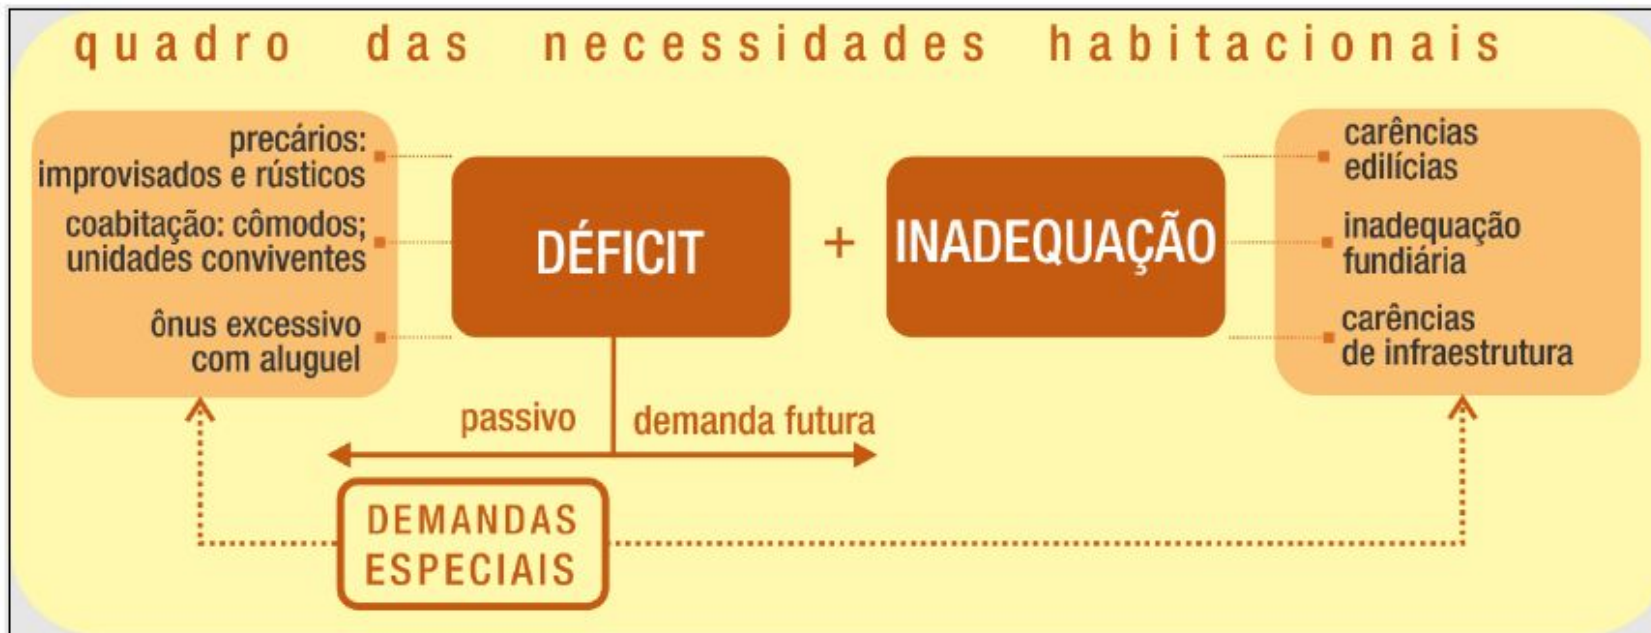 quadro das necessidades habitacionais
precários:
improvisados e rústicos
coabitação: cômodos;
unidades conviventes
ônus excessivo
com aluguel
DÉFICIT
+
INADEQUAÇÃO
carências
edilícias
inadequação
fundiária
carências
de infraestrutura
passivo
demanda futura
DEMANDAS
ESPECIAIS